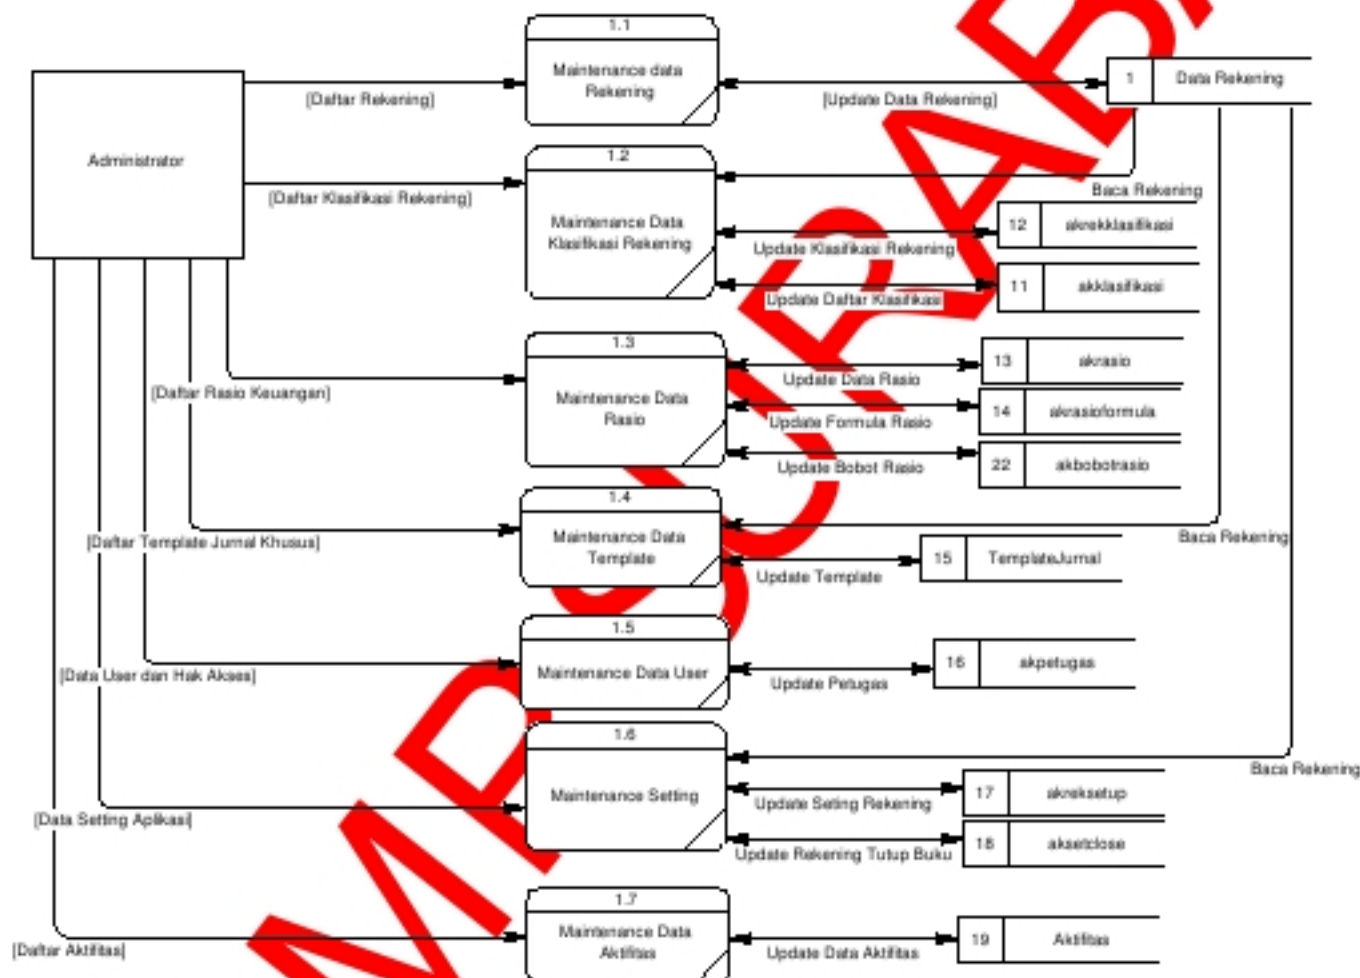 1.1
Maintenance data
Rekening
1
Data Rekening
[Daftar Rekening]
[Update Data Rekening]
Administrator
1.2
Maintenance Data
Klasifikasi Rekening
[Daftar Klasifikasi Rekening]
Baca Rekening
12
akrekklasifikasi
Update Klasifikasi Rekening
11
akklasifikasi
Update Daftar Klasifikasi
1.3
Maintenance Data
Rasio
[Daftar Rasio Keuangan]
13
akrasio
Update Data Rasio
14
akrasioformula
Update Formula Rasio
22
akbobotrasio
Update Bobot Rasio
1.4
Maintenance Data
Template
[Daftar Template Jurnal Khusus]
Baca Rekening
15
TemplateJurnal
Update Template
1.5
Maintenance Data User
[Data User dan Hak Akses]
16
akpetugas
Update Petugas
1.6
Maintenance Setting
[Data Setting Aplikasi]
Baca Rekening
17
akreksetup
Update Seting Rekening
18
aksetclose
Update Rekening Tutup Buku
1.7
Maintenance Data
Aktifitas
[Daftar Aktifitas]
19
Aktifitas
Update Data Aktifitas